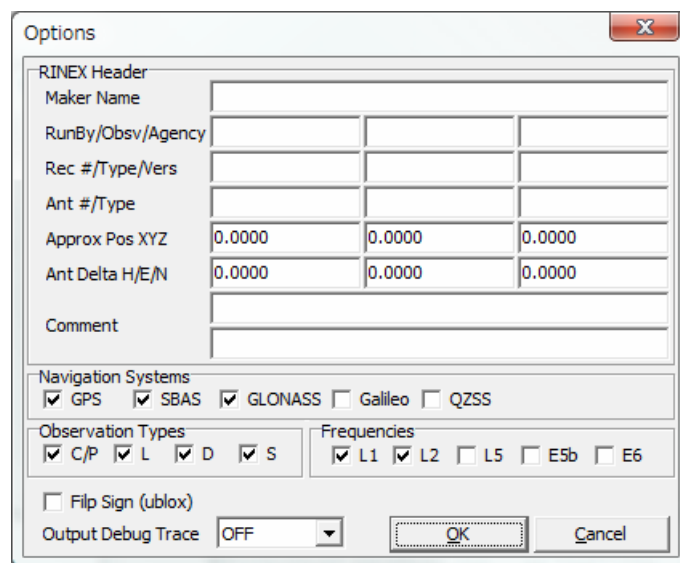 Options
RINEX Header
Maker Name
RunBy/Obsv/Agency
Rec #/Type/Vers
Ant #/Type
Approx Pos XYZ 0.0000 0.0000 0.0000
Ant Delta H/E/N 0.0000 0.0000 0.0000
Comment
Navigation Systems
GPS SBAS GLONASS Galileo QZSS
Observation Types Frequencies
C/P L D S L1 L2 L5 E5b E6
Filp Sign (ublox)
Output Debug Trace OFF OK Cancel